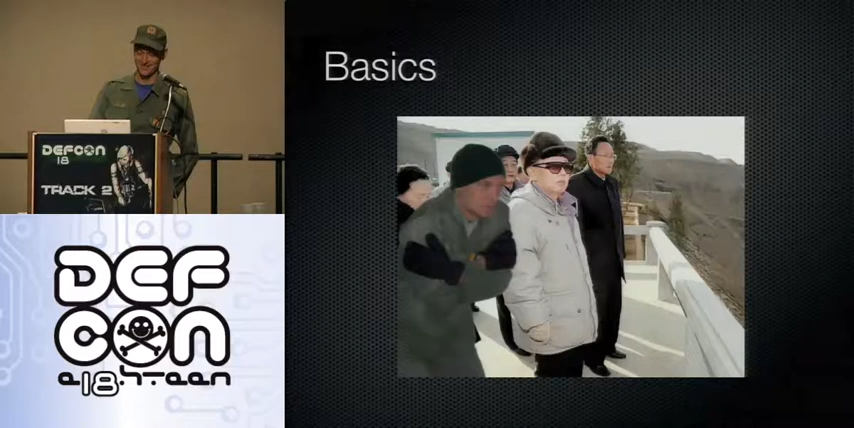 DEFCON
18
TRACK 2
Basics
DEF
CON
e18hteen